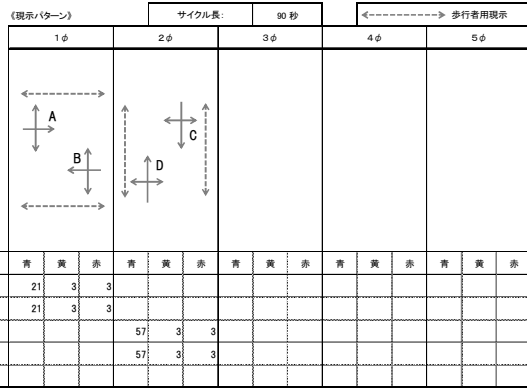 《現示パターン》 サイクル長: 90 秒 歩行者用現示
1φ 2φ 3φ 4φ 5φ
A
B
C
D
青 黄 赤 青 黄 赤 青 黄 赤 青 黄 赤 青 黄 赤
21 3 3
21 3 3
57 3 3
57 3 3